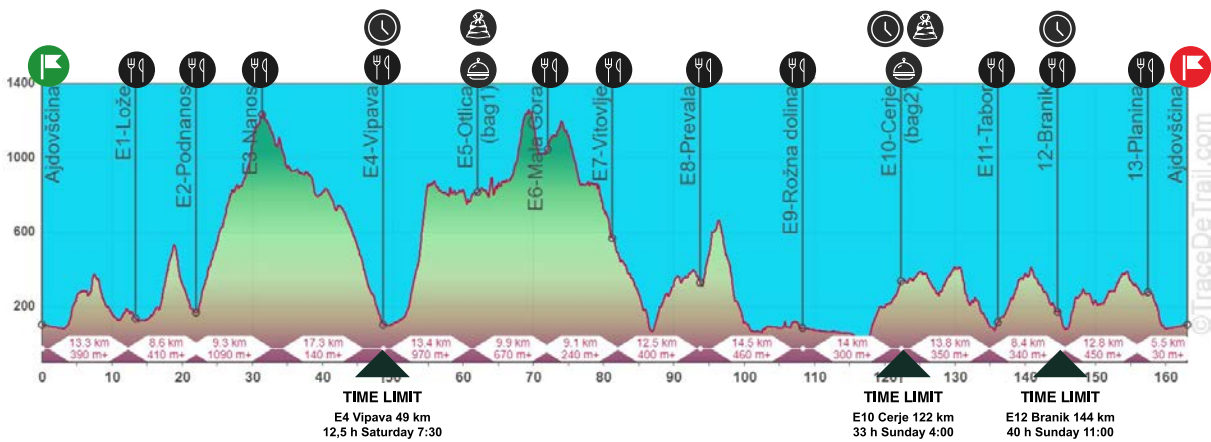 1400
1000
600
200
Ajdovščina
E1-Lože
E2-Podnanos
E3-Nanos
E4-Vipava
E5-Otlica
(bag1)
E6-Mala Gora
E7-Vitovlje
E8-Prevala
E9-Rožna dolina
E10-Cerje
(bag2)
E11-Tabor
12-Branik
13-Planina
Ajdovščina
©TraceDeTrail.com
13.3 km
390 m+
8.6 km
410 m+
9.3 km
1090 m+
17.3 km
140 m+
13.4 km
970 m+
9.9 km
670 m+
9.1 km
240 m+
12.5 km
400 m+
14.5 km
460 m+
14 km
300 m+
13.8 km
350 m+
8.4 km
340 m+
12.8 km
450 m+
5.5 km
30 m+
0 10 20 30 40 50 60 70 80 90 100 110 120 130 140 150 160
TIME LIMIT
E4 Vipava 49 km
12,5 h Saturday 7:30
TIME LIMIT
E10 Cerje 122 km
33 h Sunday 4:00
TIME LIMIT
E12 Branik 144 km
40 h Sunday 11:00